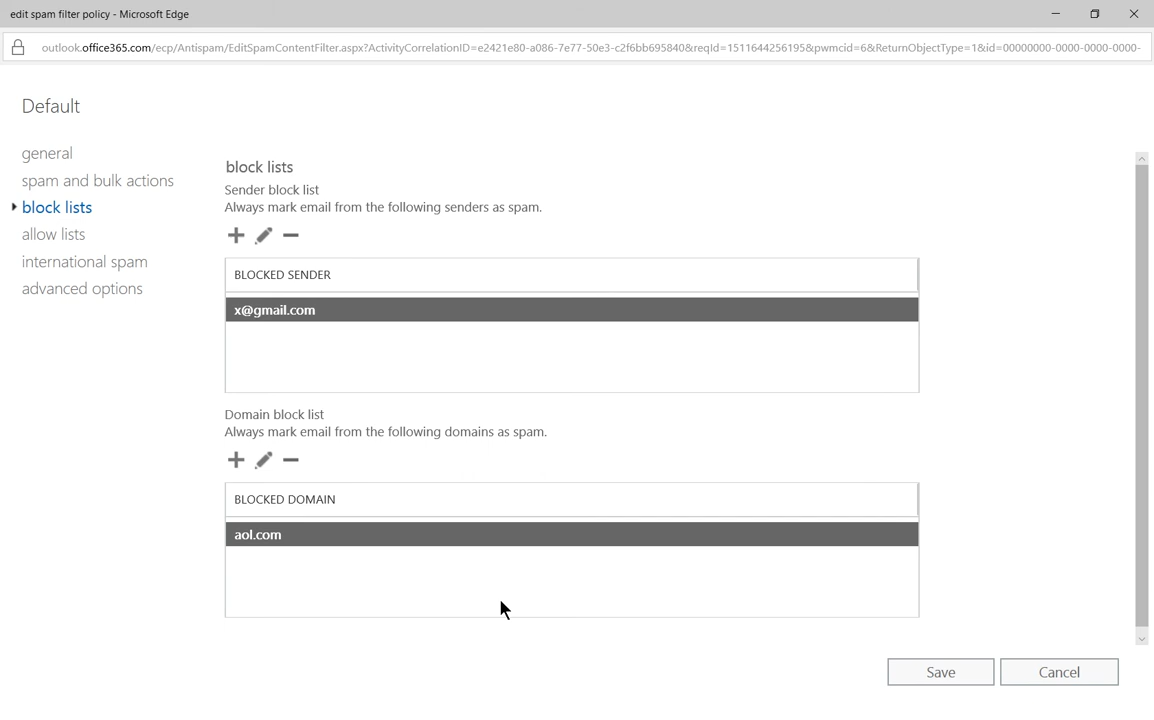 edit spam filter policy - Microsoft Edge
outlook.office365.com/ecp/Antispam/EditSpamContentFilter.aspx?ActivityCorrelationID=e2421e80-a086-7e77-50e3-c2f6bb695840&reqId=1511644256195&pwmcid=6&ReturnObjectType=1&id=00000000-0000-0000-0000-
Default
general
spam and bulk actions
block lists
allow lists
international spam
advanced options
block lists
Sender block list
Always mark email from the following senders as spam.
BLOCKED SENDER
x@gmail.com
Domain block list
Always mark email from the following domains as spam.
BLOCKED DOMAIN
aol.com
Save
Cancel